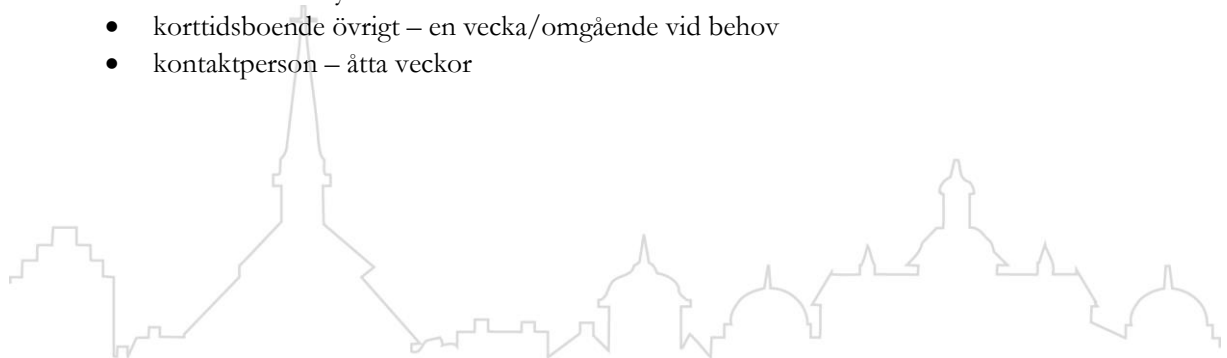 • korttidsboende övrigt – en vecka/omgående vid behov
• kontaktperson – åtta veckor